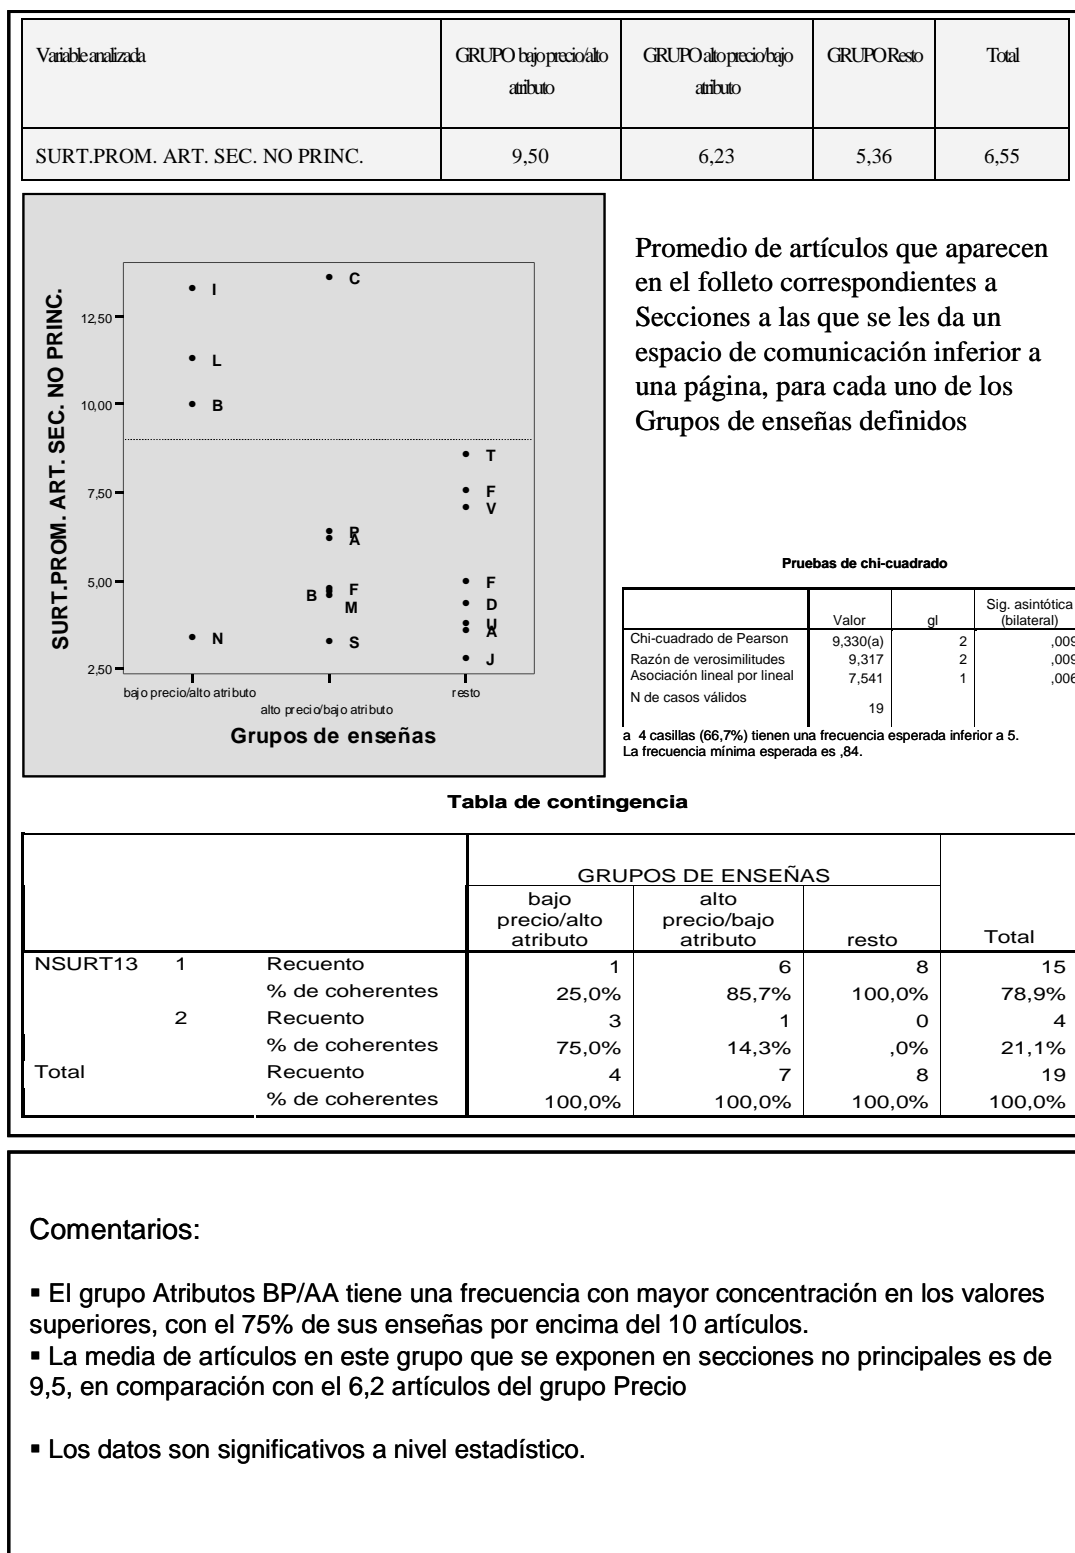 Variable analizada GRUPO bajo precio/alto atributo GRUPO alto precio/bajo atributo GRUPO Resto Total
SURT.PROM. ART. SEC. NO PRINC. 9,50 6,23 5,36 6,55
SURT.PROM. ART. SEC. NO PRINC.
12,50
10,00
7,50
5,00
2,50
I
L
B
N
C
P
A
B
F
M
S
T
F
V
F
D
U
A
J
bajo precio/alto atributo
alto precio/bajo atributo
resto
Grupos de enseñas
Promedio de artículos que aparecen
en el folleto correspondientes a
Secciones a las que se les da un
espacio de comunicación inferior a
una página, para cada uno de los
Grupos de enseñas definidos
Pruebas de chi-cuadrado
Valor gl Sig. asintótica (bilateral)
Chi-cuadrado de Pearson 9,330(a) 2 ,009
Razón de verosimilitudes 9,317 2 ,009
Asociación lineal por lineal 7,541 1 ,006
N de casos válidos 19
a 4 casillas (66,7%) tienen una frecuencia esperada inferior a 5.
La frecuencia mínima esperada es ,84.
Tabla de contingencia
GRUPOS DE ENSEÑAS
bajo precio/alto atributo alto precio/bajo atributo resto Total
NSURT13 1 Recuento 1 6 8 15
% de coherentes 25,0% 85,7% 100,0% 78,9%
2 Recuento 3 1 0 4
% de coherentes 75,0% 14,3% ,0% 21,1%
Total Recuento 4 7 8 19
% de coherentes 100,0% 100,0% 100,0% 100,0%
Comentarios:
▪ El grupo Atributos BP/AA tiene una frecuencia con mayor concentración en los valores
superiores, con el 75% de sus enseñas por encima del 10 artículos.
▪ La media de artículos en este grupo que se exponen en secciones no principales es de
9,5, en comparación con el 6,2 artículos del grupo Precio
▪ Los datos son significativos a nivel estadístico.